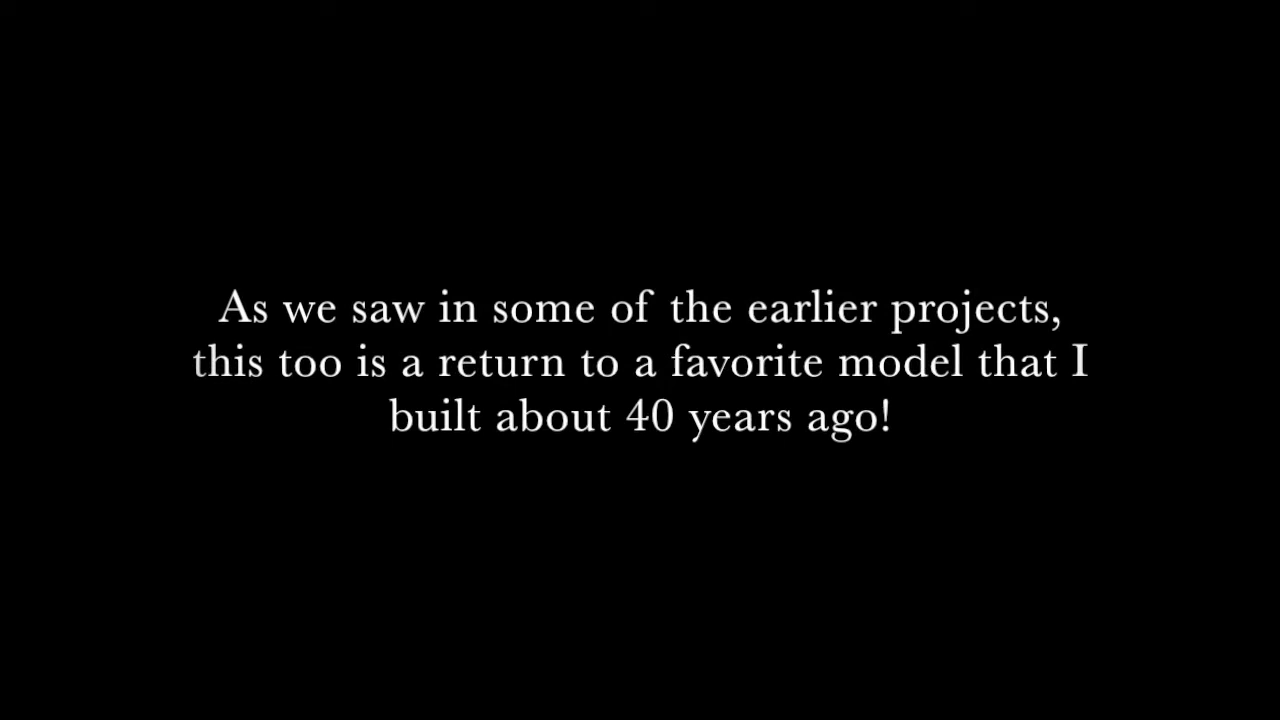 As we saw in some of the earlier projects,
this too is a return to a favorite model that I
built about 40 years ago!